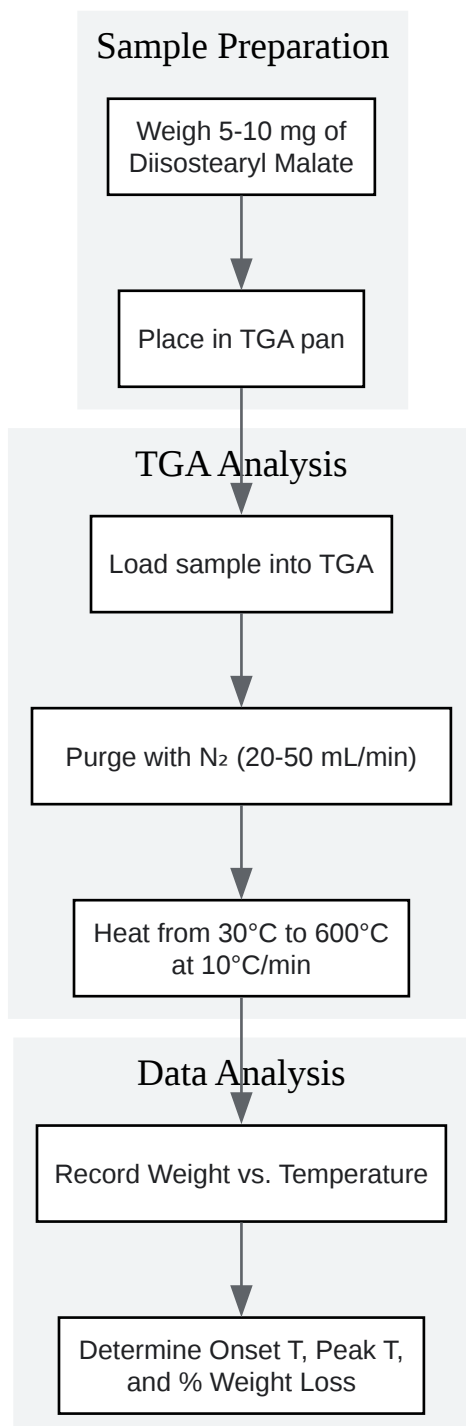 Sample Preparation
Weigh 5-10 mg of
Diisostearyl Malate
Place in TGA pan
TGA Analysis
Load sample into TGA
Purge with N₂ (20-50 mL/min)
Heat from 30°C to 600°C
at 10°C/min
Data Analysis
Record Weight vs. Temperature
Determine Onset T, Peak T,
and % Weight Loss